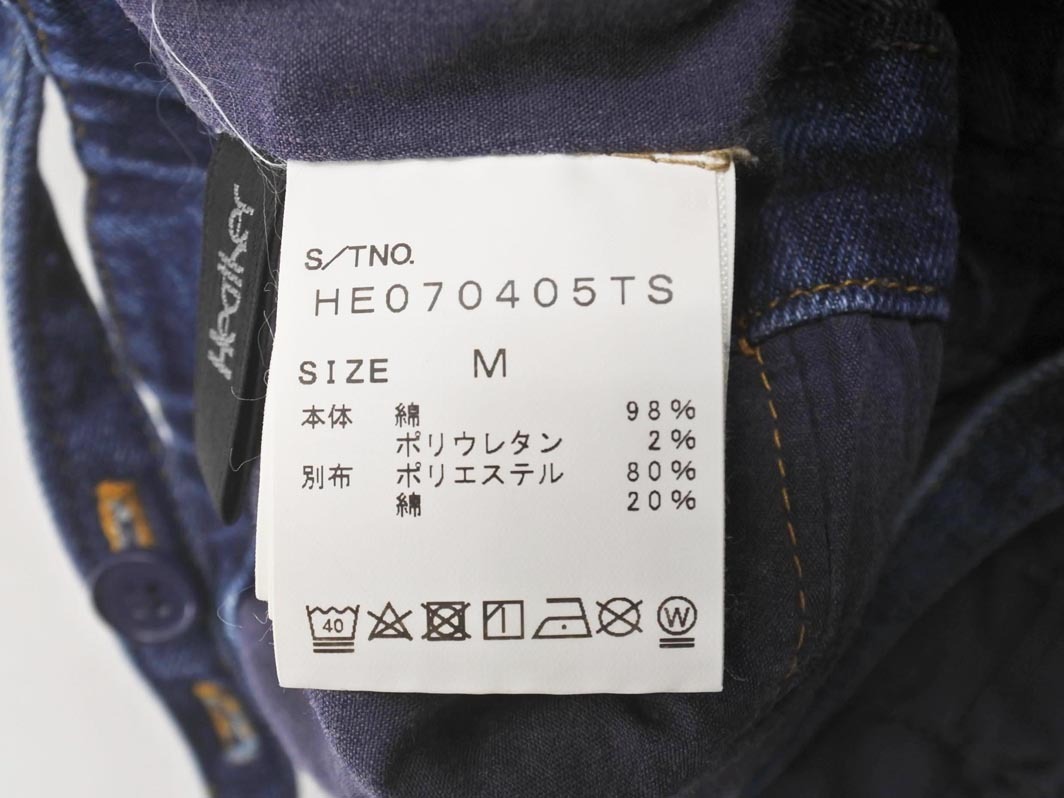 Heather
S/TNO.
HE070405TS
SIZE M
本体 綿 98%
ポリウレタン 2%
別布 ポリエステル 80%
綿 20%
40
W